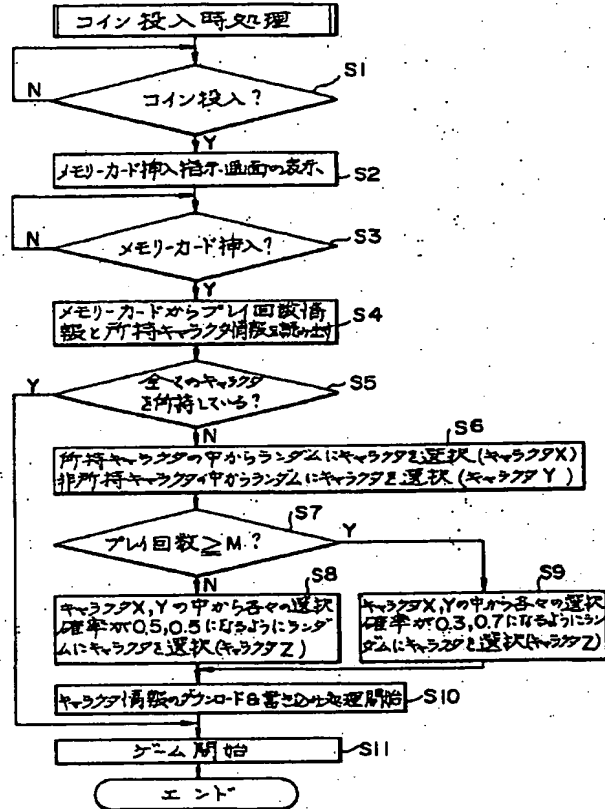 コイン投入時処理
S1
コイン投入？
N
Y
メモリーカード挿入指示画面の表示
S2
S3
メモリーカード挿入？
N
Y
メモリーカードからプレイ回数情
報と所持キャラクタ情報を読み出す
S4
S5
全てのキャラクタ
を所持している？
Y
N
S6
所持キャラクタの中からランダムにキャラクタを選択(キャラクタX)
非所持キャラクタの中からランダムにキャラクタを選択(キャラクタY)
S7
プレイ回数≧M？
Y
N
S8
キャラクタX,Yの中から各々の選択
確率が0.5,0.5になるようにランダ
ムにキャラクタを選択(キャラクタZ)
S9
キャラクタX,Yの中から各々の選択
確率が0.3,0.7になるようにラン
ダムにキャラクタを選択(キャラクタZ)
キャラクタ情報のダウンロード&書き込み処理開始
S10
ゲーム開始
S11
エンド